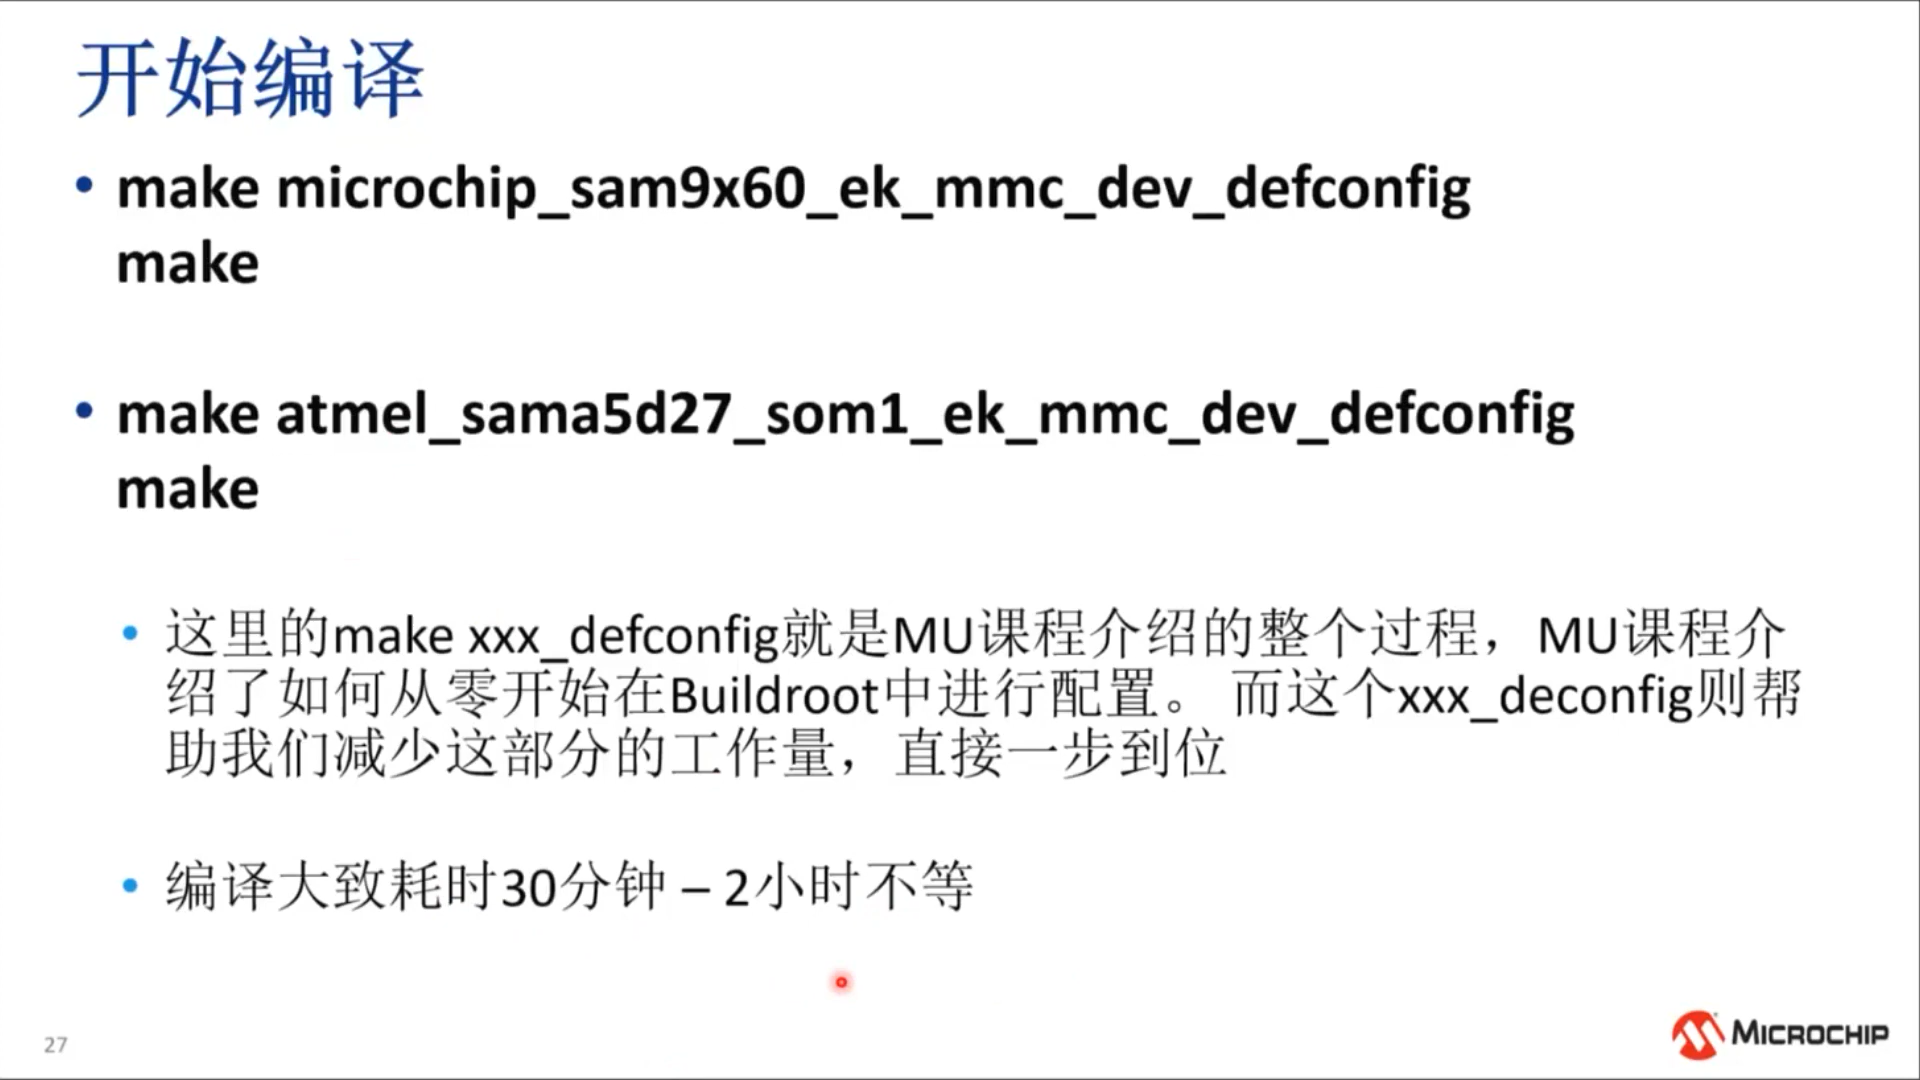 开始编译
• make microchip_sam9x60_ek_mmc_dev_defconfig
make
• make atmel_sama5d27_som1_ek_mmc_dev_defconfig
make
• 这里的make xxx_defconfig就是MU课程介绍的整个过程，MU课程介
绍了如何从零开始在Buildroot中进行配置。 而这个xxx_deconfig则帮
助我们减少这部分的工作量，直接一步到位
• 编译大致耗时30分钟 – 2小时不等
27
MICROCHIP